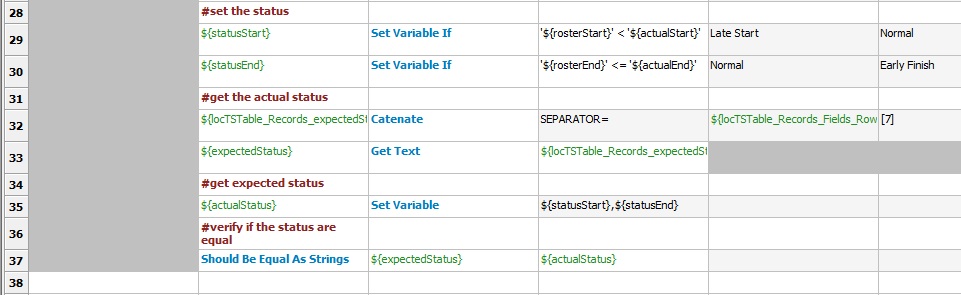 28 #set the status
29 ${statusStart} Set Variable If '${rosterStart}' < '${actualStart}' Late Start Normal
30 ${statusEnd} Set Variable If '${rosterEnd}' <= '${actualEnd}' Normal Early Finish
31 #get the actual status
32 ${locTSTable_Records_expectedSt Catenate SEPARATOR= ${locTSTable_Records_Fields_Row [7]
33 ${expectedStatus} Get Text ${locTSTable_Records_expectedSt
34 #get expected status
35 ${actualStatus} Set Variable ${statusStart},${statusEnd}
36 #verify if the status are
equal
37 Should Be Equal As Strings ${expectedStatus} ${actualStatus}
38